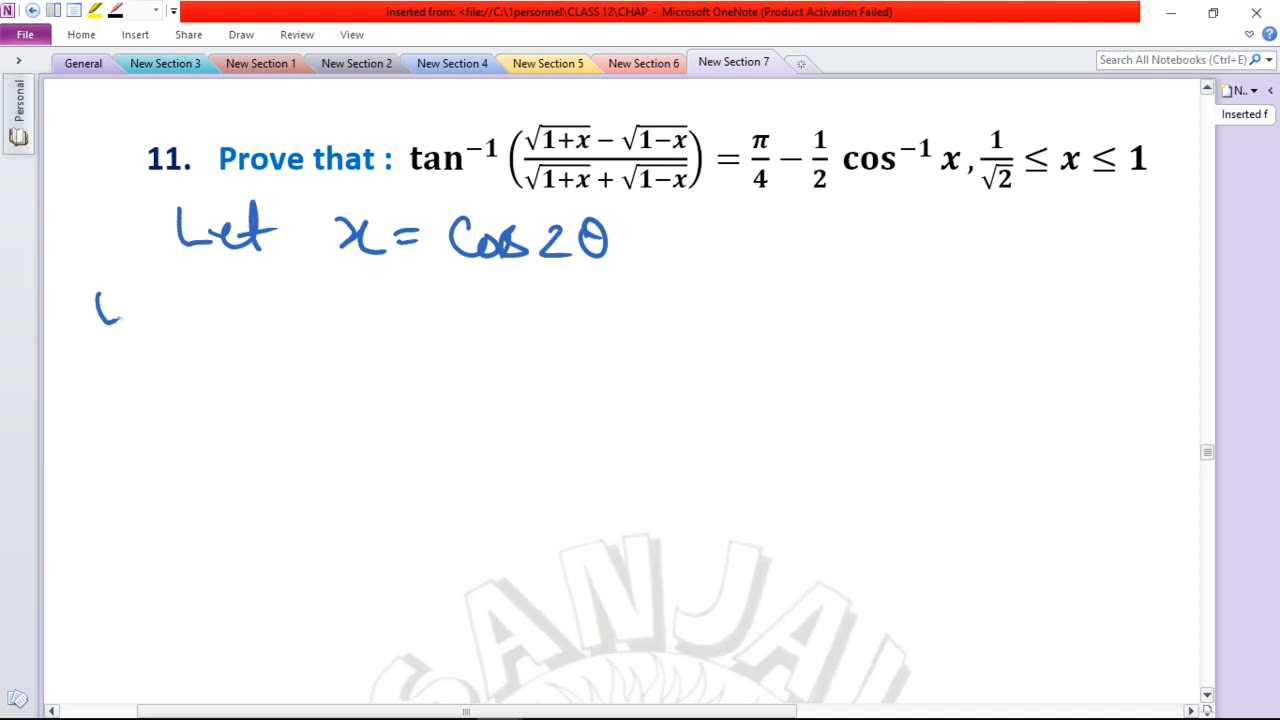 Inserted from: <file://C:\1personnel\CLASS 12\CHAP - Microsoft OneNote (Product Activation Failed)
File Home Insert Share Draw Review View
General New Section 3 New Section 1 New Section 2 New Section 4 New Section 5 New Section 6 New Section 7 Search All Notebooks (Ctrl+E)
Personal
N..
Inserted f
11. Prove that : tan⁻¹ ((√1+x − √1−x)/(√1+x + √1−x)) = π/4 − 1/2 cos⁻¹ x , 1/√2 ≤ x ≤ 1
Let x = Cos 2θ
SANJAI